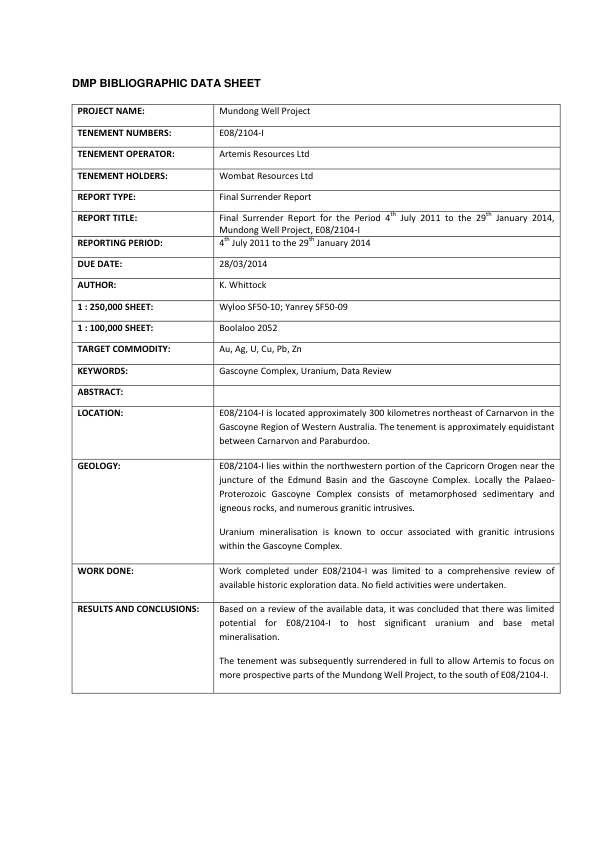 DMP BIBLIOGRAPHIC DATA SHEET
PROJECT NAME: Mundong Well Project
TENEMENT NUMBERS: E08/2104-I
TENEMENT OPERATOR: Artemis Resources Ltd
TENEMENT HOLDERS: Wombat Resources Ltd
REPORT TYPE: Final Surrender Report
REPORT TITLE: Final Surrender Report for the Period 4th July 2011 to the 29th January 2014,
Mundong Well Project, E08/2104-I
REPORTING PERIOD: 4th July 2011 to the 29th January 2014
DUE DATE: 28/03/2014
AUTHOR: K. Whittock
1 : 250,000 SHEET: Wyloo SF50-10; Yanrey SF50-09
1 : 100,000 SHEET: Boolaloo 2052
TARGET COMMODITY: Au, Ag, U, Cu, Pb, Zn
KEYWORDS: Gascoyne Complex, Uranium, Data Review
ABSTRACT:
LOCATION: E08/2104-I is located approximately 300 kilometres northeast of Carnarvon in the
Gascoyne Region of Western Australia. The tenement is approximately equidistant
between Carnarvon and Paraburdoo.
GEOLOGY: E08/2104-I lies within the northwestern portion of the Capricorn Orogen near the
juncture of the Edmund Basin and the Gascoyne Complex. Locally the Palaeo-
Proterozoic Gascoyne Complex consists of metamorphosed sedimentary and
igneous rocks, and numerous granitic intrusives.
Uranium mineralisation is known to occur associated with granitic intrusions
within the Gascoyne Complex.
WORK DONE: Work completed under E08/2104-I was limited to a comprehensive review of
available historic exploration data. No field activities were undertaken.
RESULTS AND CONCLUSIONS: Based on a review of the available data, it was concluded that there was limited
potential for E08/2104-I to host significant uranium and base metal
mineralisation.
The tenement was subsequently surrendered in full to allow Artemis to focus on
more prospective parts of the Mundong Well Project, to the south of E08/2104-I.